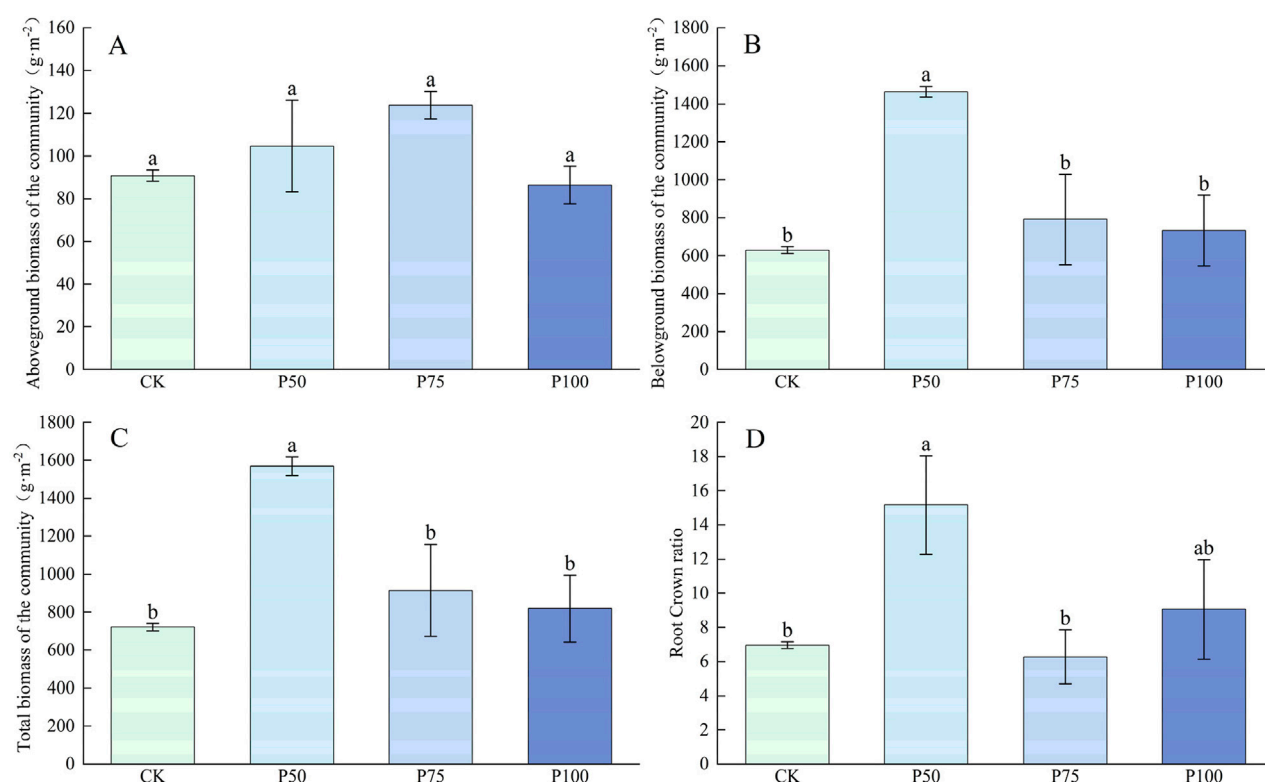 A
Aboveground biomass of the community（g·m⁻²）
160
140
120
100
80
60
40
20
0
a
a
a
a
CK
P50
P75
P100
B
Belowground biomass of the community（g·m⁻²）
1800
1600
1400
1200
1000
800
600
400
200
0
b
a
b
b
CK
P50
P75
P100
C
Total biomass of the community（g·m⁻²）
1800
1600
1400
1200
1000
800
600
400
200
0
b
a
b
b
CK
P50
P75
P100
D
Root Crown ratio
20
18
16
14
12
10
8
6
4
2
0
b
a
b
ab
CK
P50
P75
P100